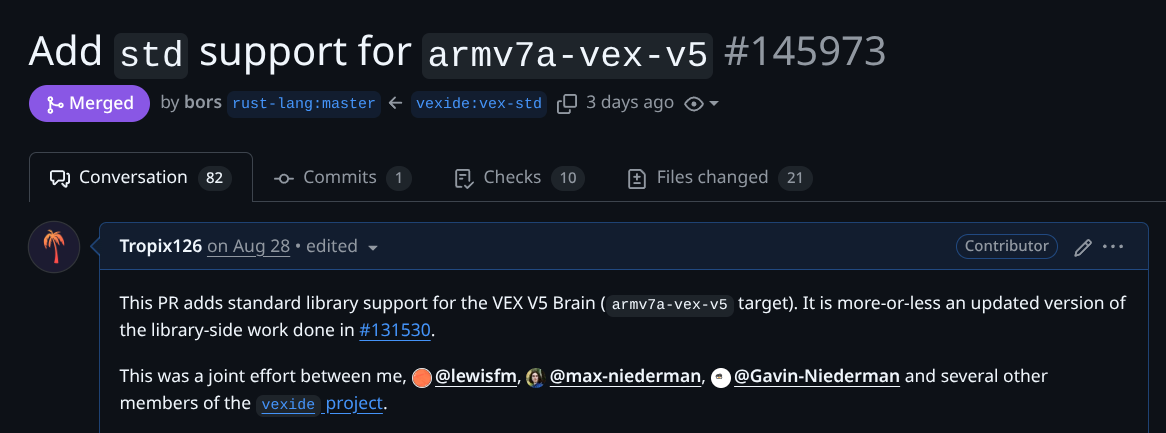 Add std support for armv7a-vex-v5 #145973
Merged by bors rust-lang:master ← vexide:vex-std 3 days ago
Conversation 82 Commits 1 Checks 10 Files changed 21
Tropix126 on Aug 28 • edited Contributor
This PR adds standard library support for the VEX V5 Brain (armv7a-vex-v5 target). It is more-or-less an updated version of
the library-side work done in #131530.
This was a joint effort between me, @lewisfm, @max-niederman, @Gavin-Niederman and several other
members of the vexide project.